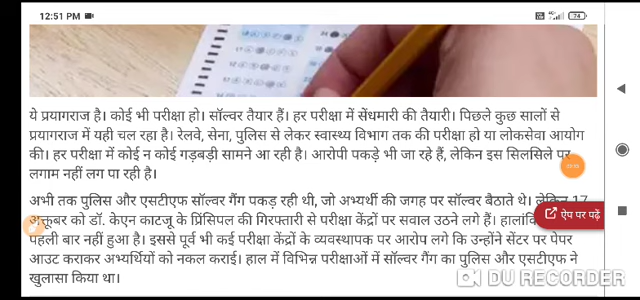 12:51 PM
74
ये प्रयागराज है। कोई भी परीक्षा हो। सॉल्वर तैयार हैं। हर परीक्षा में सेंधमारी की तैयारी। पिछले कुछ सालों से
प्रयागराज में यही चल रहा है। रेलवे, सेना, पुलिस से लेकर स्वास्थ्य विभाग तक की परीक्षा हो या लोकसेवा आयोग
की। हर परीक्षा में कोई न कोई गड़बड़ी सामने आ रही है। आरोपी पकड़े भी जा रहे हैं, लेकिन इस सिलसिले पर
लगाम नहीं लग पा रही है।
अभी तक पुलिस और एसटीएफ सॉल्वर गैंग पकड़ रही थी, जो अभ्यर्थी की जगह पर सॉल्वर बैठाते थे। लेकिन 17
अक्तूबर को डॉ. केएन काटजू के प्रिंसिपल की गिरफ्तारी से परीक्षा केंद्रों पर सवाल उठने लगे हैं।
ऐप पर पढ़ें
पहली बार नहीं हुआ है। इससे पूर्व भी कई परीक्षा केंद्रों के व्यवस्थापक पर आरोप लगे कि उन्होंने सेंटर पर पेपर
आउट कराकर अभ्यर्थियों को नकल कराई। हाल में विभिन्न परीक्षाओं में सॉल्वर गैंग का पुलिस और एसटीएफ ने
खुलासा किया था।
DU RECORDER